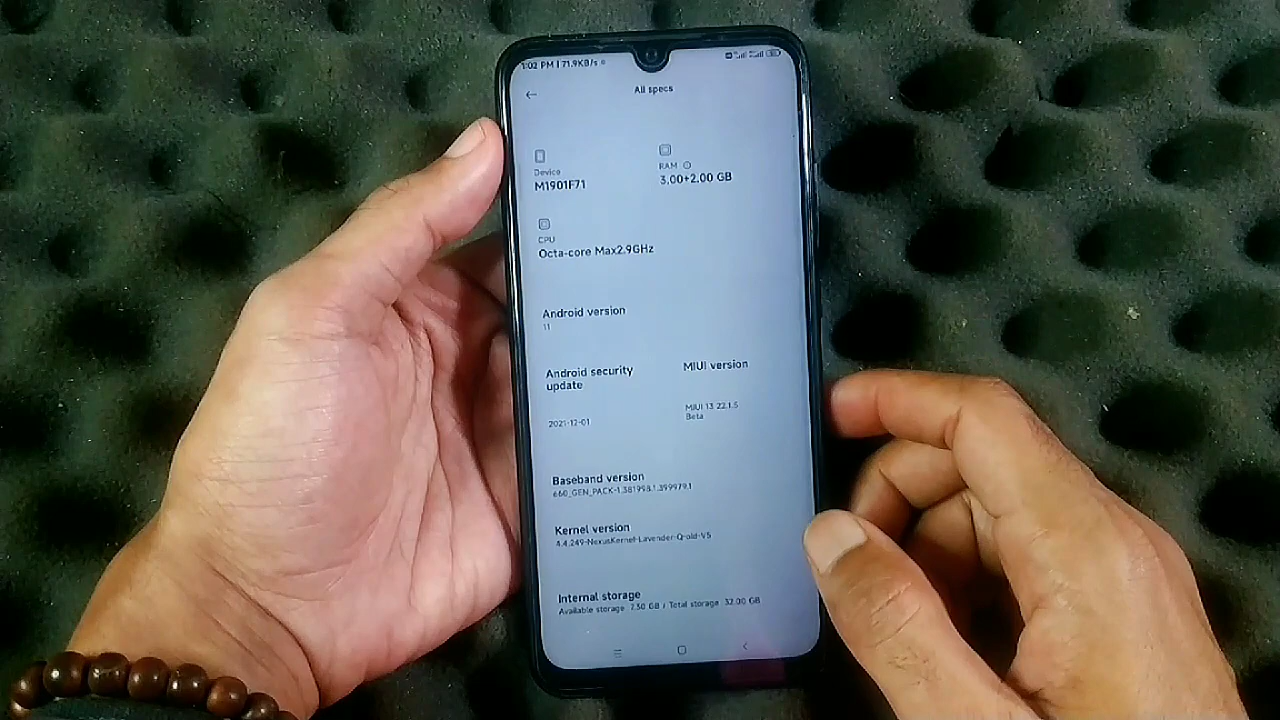 1:02 PM | 71.9KB/s
All specs
Device
M1901F71
RAM
3.00+2.00 GB
CPU
Octa-core Max2.9GHz
Android version
11
Android security
update
MIUI version
2021-12-01
MIUI 13 22.1.5
Beta
Baseband version
660_GEN_PACK-1.381998.1.399979.1
Kernel version
4.4.249-NexusKernel-Lavender-Q-old-V5
Internal storage
Available storage 7.50 GB / Total storage 32.00 GB